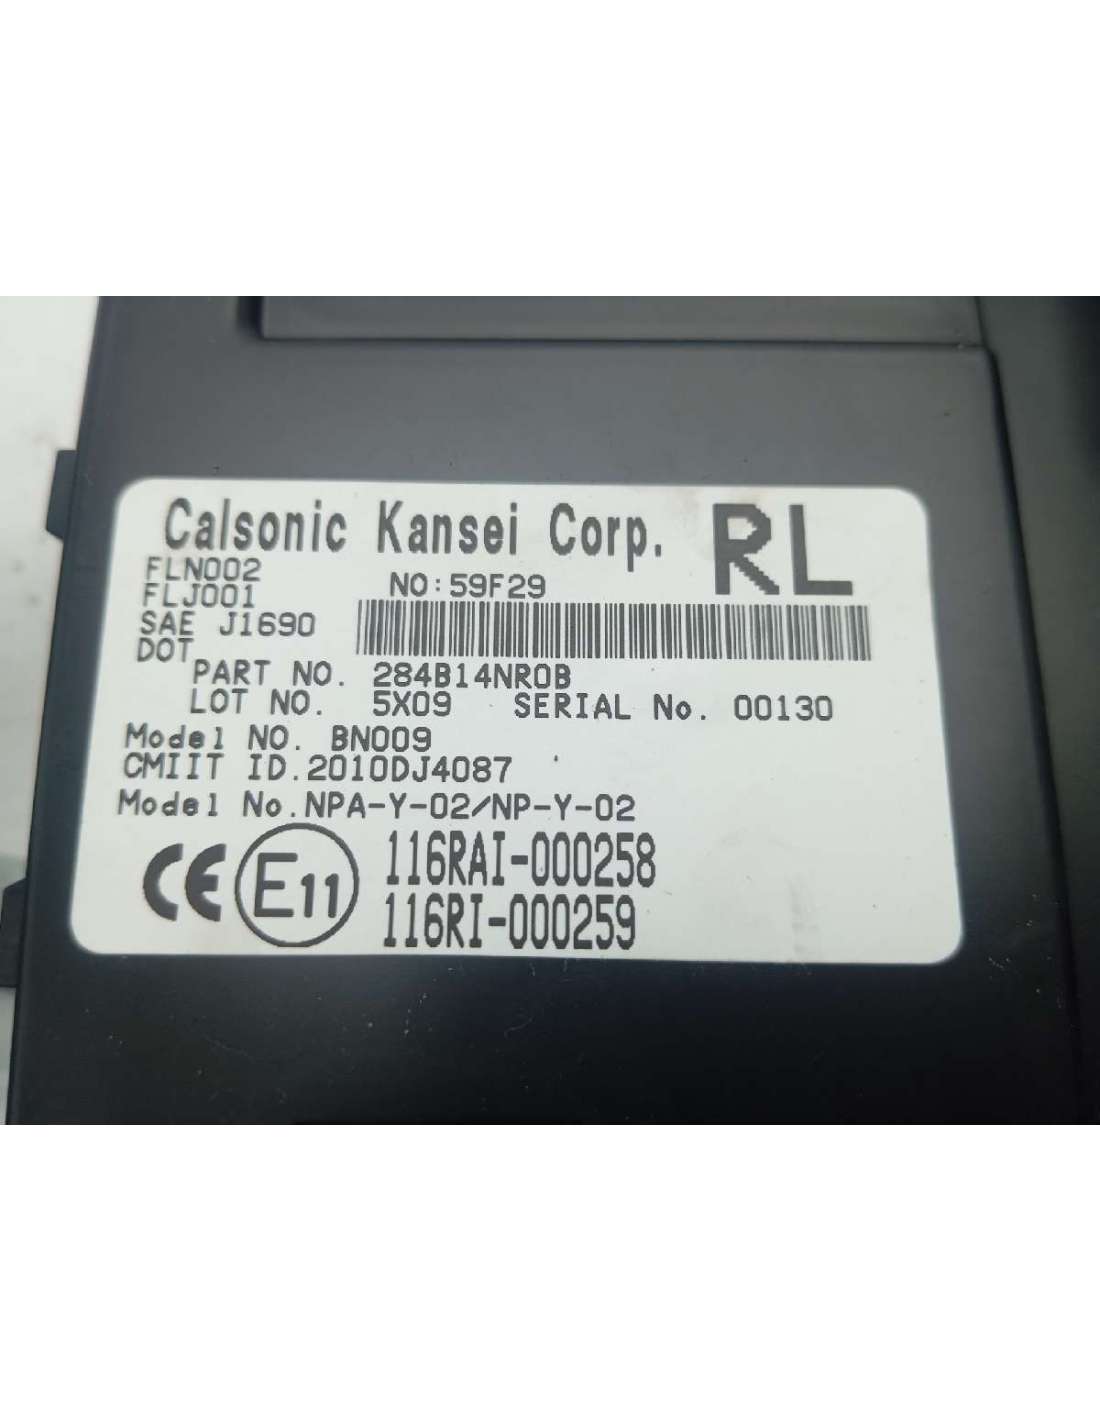 Calsonic Kansei Corp. RL
FLN002
FLJ001 NO:59F29
SAE J1690
DOT
PART NO. 284B14NR0B
LOT NO. 5X09 SERIAL No. 00130
Model NO. BN009
CMIIT ID.2010DJ4087
Model No.NPA-Y-02/NP-Y-02
CE E11 116RAI-000258
116RI-000259